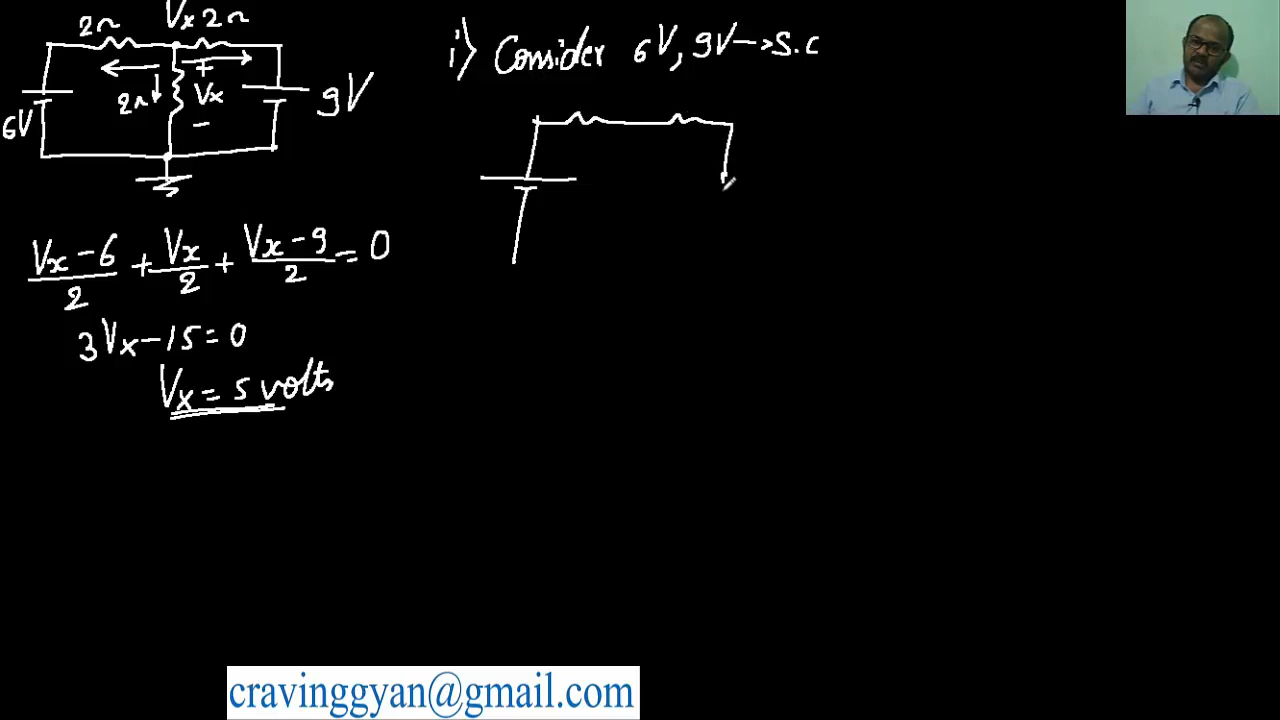 2Ω Vx 2Ω
6V 2Ω + Vx − 9V
Vx−6/2 + Vx/2 + Vx−9/2 = 0
3Vx−15=0
Vx = 5 volts
i) Consider 6V, 9V→S.C
cravinggyan@gmail.com